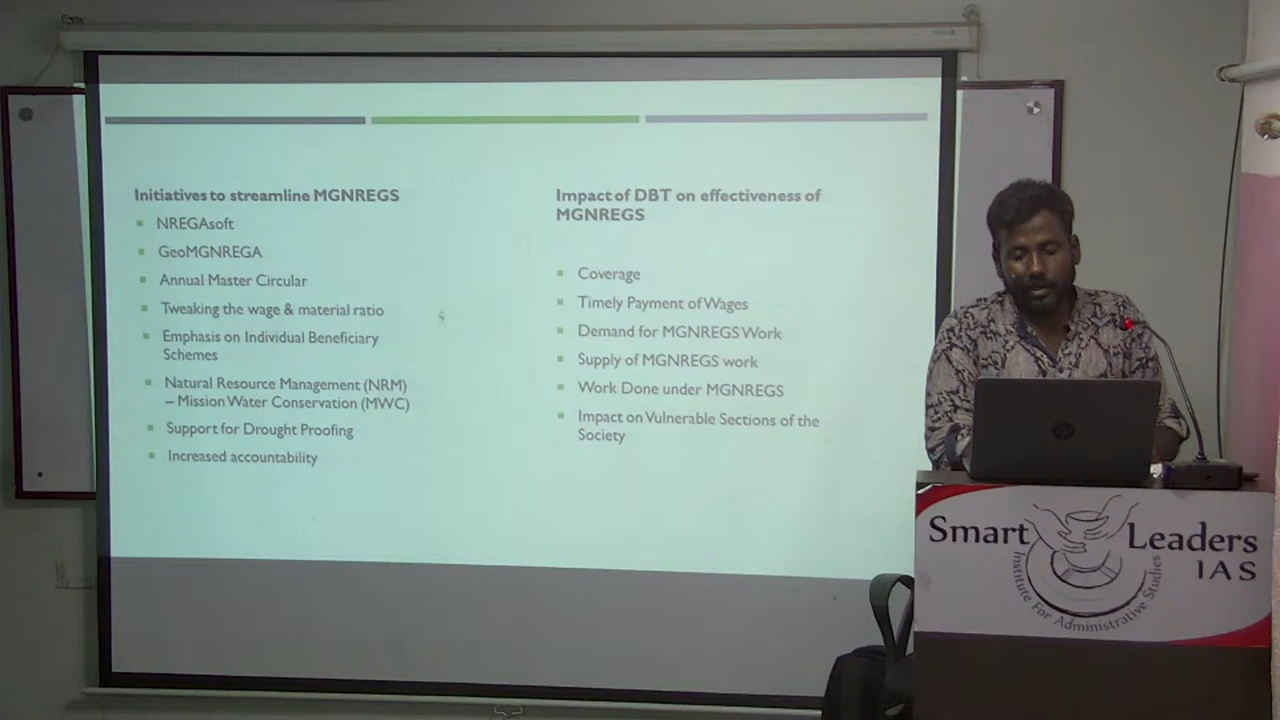 Initiatives to streamline MGNREGS
NREGAsoft
GeoMGNREGA
Annual Master Circular
Tweaking the wage & material ratio
Emphasis on Individual Beneficiary
Schemes
Natural Resource Management (NRM)
– Mission Water Conservation (MWC)
Support for Drought Proofing
Increased accountability
Impact of DBT on effectiveness of
MGNREGS
Coverage
Timely Payment of Wages
Demand for MGNREGS Work
Supply of MGNREGS work
Work Done under MGNREGS
Impact on Vulnerable Sections of the
Society
hp
Smart Leaders
IAS
Institute For Administrative Studies